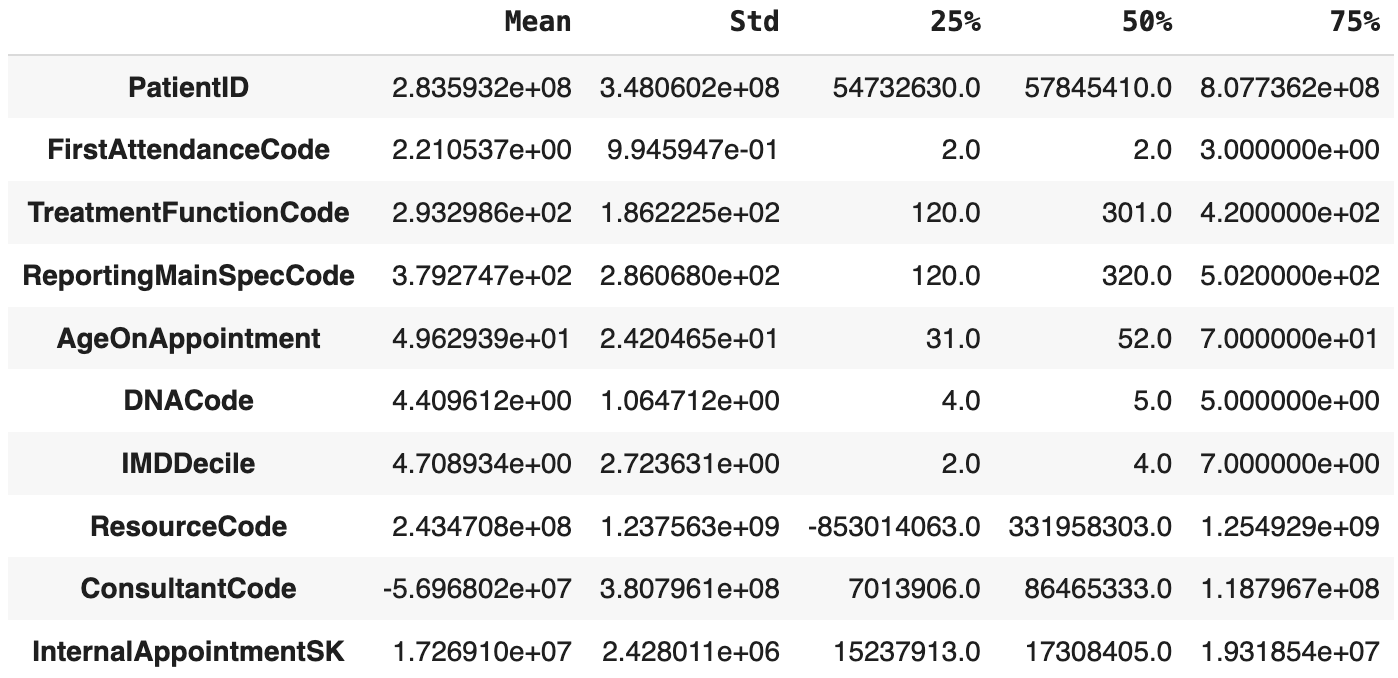 Mean Std 25% 50% 75%
PatientID 2.835932e+08 3.480602e+08 54732630.0 57845410.0 8.077362e+08
FirstAttendanceCode 2.210537e+00 9.945947e-01 2.0 2.0 3.000000e+00
TreatmentFunctionCode 2.932986e+02 1.862225e+02 120.0 301.0 4.200000e+02
ReportingMainSpecCode 3.792747e+02 2.860680e+02 120.0 320.0 5.020000e+02
AgeOnAppointment 4.962939e+01 2.420465e+01 31.0 52.0 7.000000e+01
DNACode 4.409612e+00 1.064712e+00 4.0 5.0 5.000000e+00
IMDDecile 4.708934e+00 2.723631e+00 2.0 4.0 7.000000e+00
ResourceCode 2.434708e+08 1.237563e+09 -853014063.0 331958303.0 1.254929e+09
ConsultantCode -5.696802e+07 3.807961e+08 7013906.0 86465333.0 1.187967e+08
InternalAppointmentSK 1.726910e+07 2.428011e+06 15237913.0 17308405.0 1.931854e+07